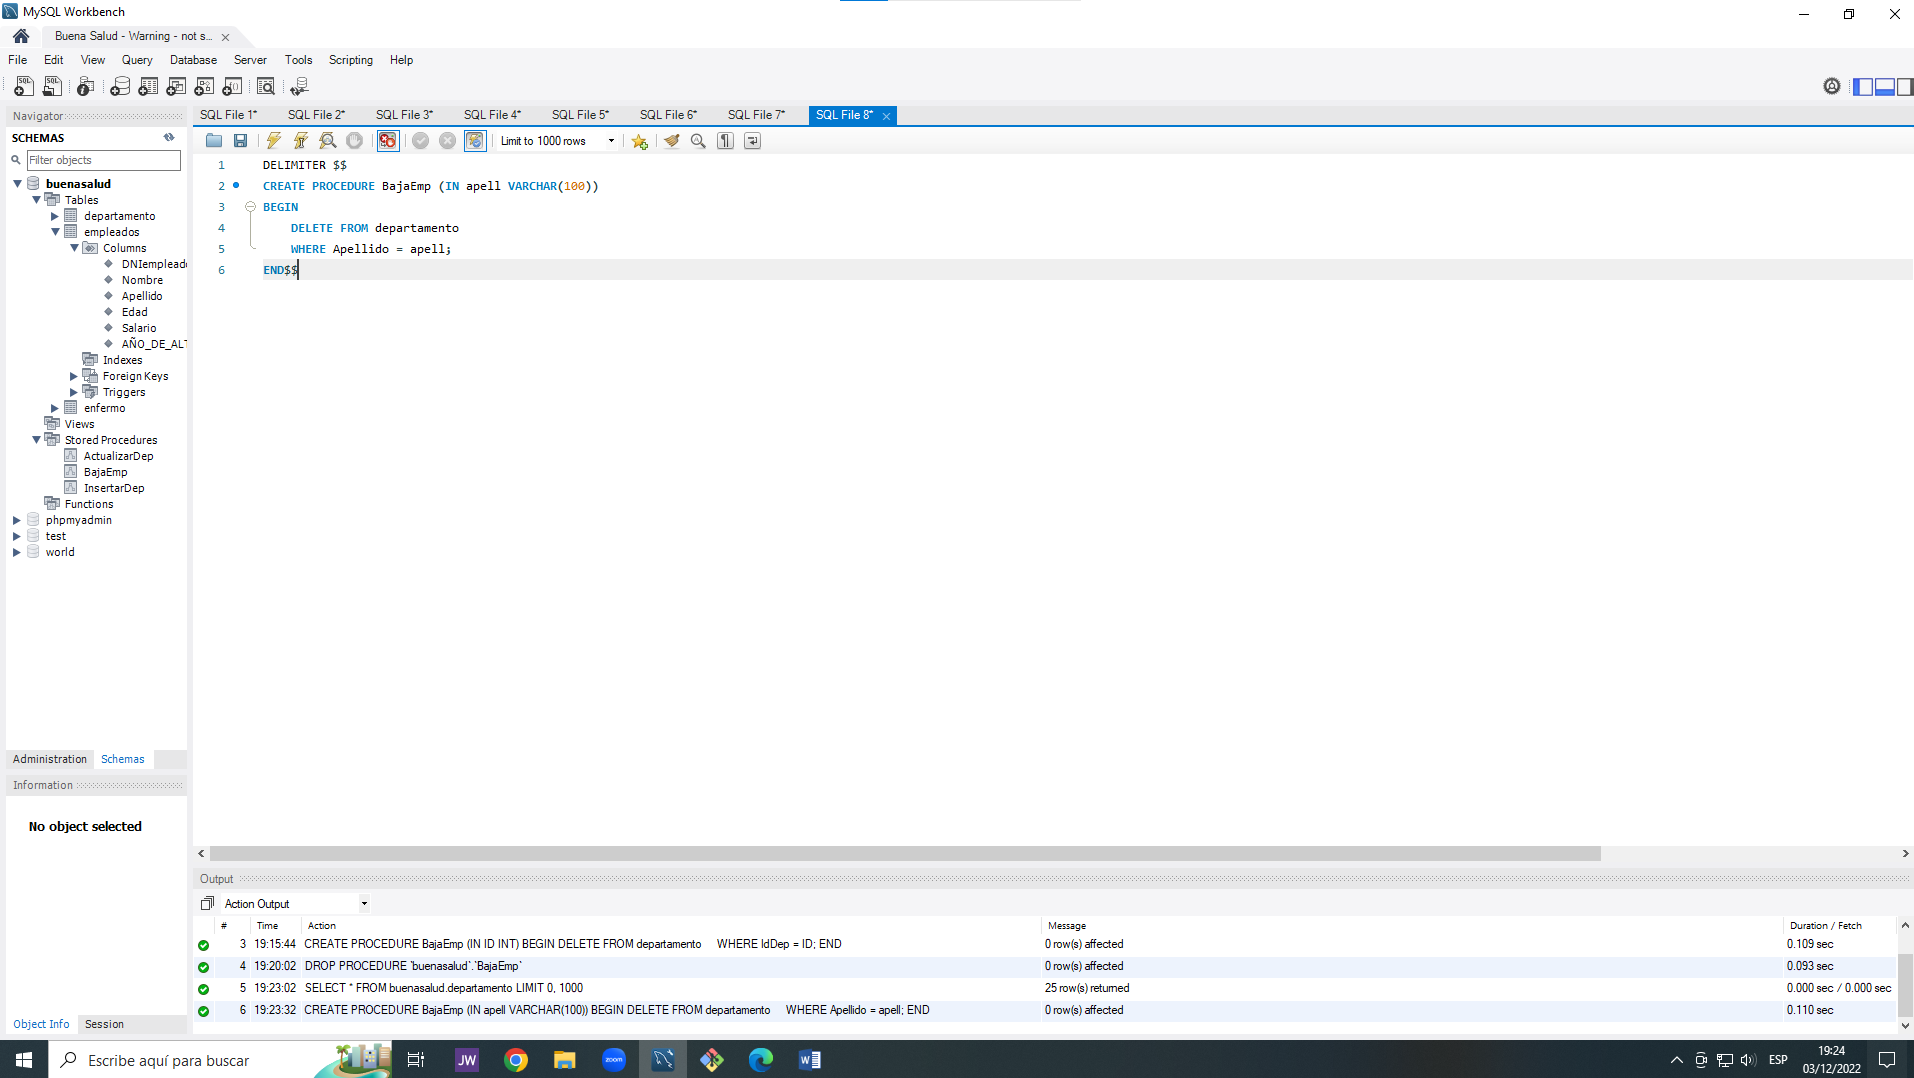 MySQL Workbench
Buena Salud - Warning - not s...
File Edit View Query Database Server Tools Scripting Help
Navigator
SCHEMAS
Filter objects
buenasalud
Tables
departamento
empleados
Columns
DNIemplead
Nombre
Apellido
Edad
Salario
AÑO_DE_ALT
Indexes
Foreign Keys
Triggers
enfermo
Views
Stored Procedures
ActualizarDep
BajaEmp
InsertarDep
Functions
phpmyadmin
test
world
Administration Schemas
Information
No object selected
Object Info Session
SQL File 1* SQL File 2* SQL File 3* SQL File 4* SQL File 5* SQL File 6* SQL File 7* SQL File 8*
Limit to 1000 rows
1 DELIMITER $$
2 CREATE PROCEDURE BajaEmp (IN apell VARCHAR(100))
3 BEGIN
4 DELETE FROM departamento
5 WHERE Apellido = apell;
6 END$$
Output
Action Output
# Time Action Message Duration / Fetch
3 19:15:44 CREATE PROCEDURE BajaEmp (IN ID INT) BEGIN DELETE FROM departamento WHERE IdDep = ID; END 0 row(s) affected 0.109 sec
4 19:20:02 DROP PROCEDURE `buenasalud`.`BajaEmp` 0 row(s) affected 0.093 sec
5 19:23:02 SELECT * FROM buenasalud.departamento LIMIT 0, 1000 25 row(s) returned 0.000 sec / 0.000 sec
6 19:23:32 CREATE PROCEDURE BajaEmp (IN apell VARCHAR(100)) BEGIN DELETE FROM departamento WHERE Apellido = apell; END 0 row(s) affected 0.110 sec
Escribe aquí para buscar
JW
zoom
ESP
19:24
03/12/2022